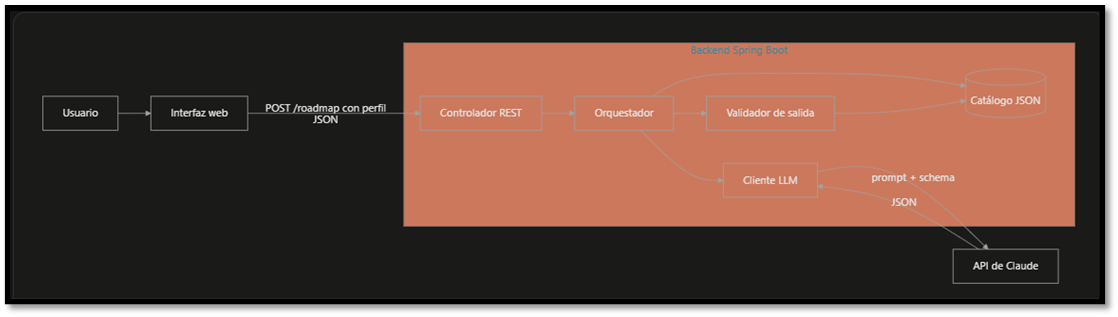 Backend Spring Boot
Usuario
Interfaz web
POST /roadmap con perfil
JSON
Controlador REST
Orquestador
Validador de salida
Catálogo JSON
Cliente LLM
prompt + schema
JSON
API de Claude